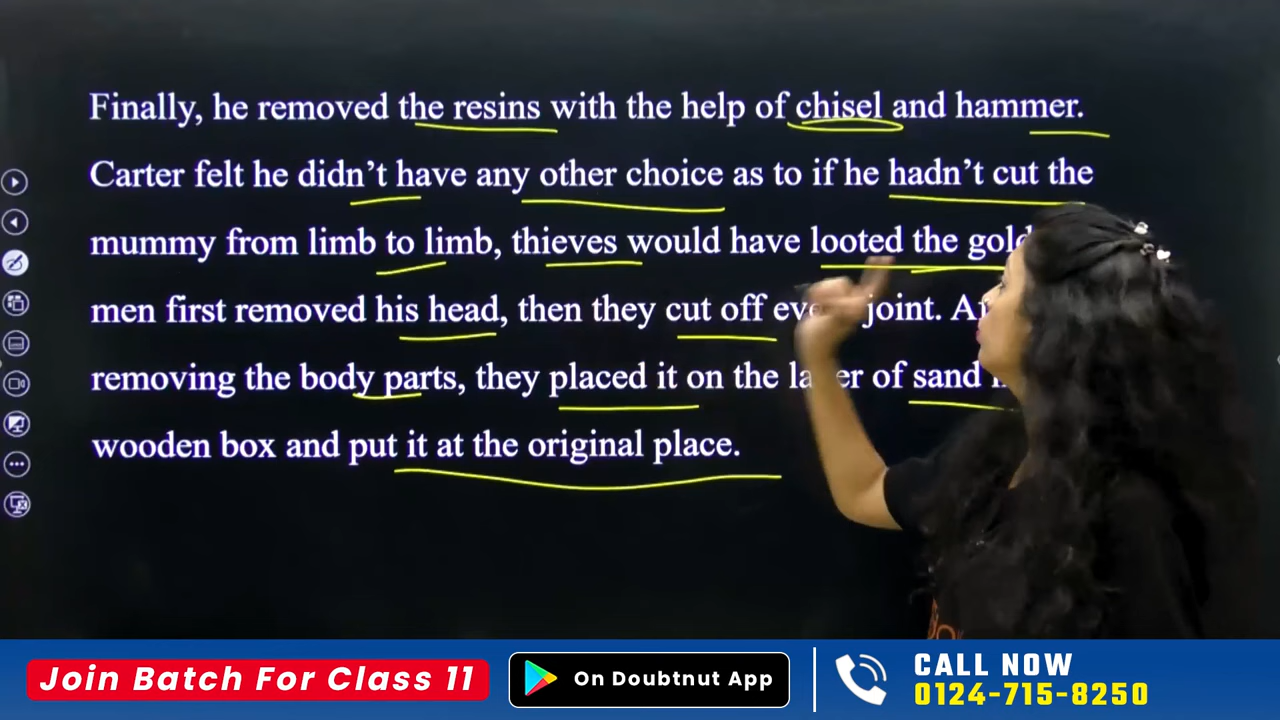 Finally, he removed the resins with the help of chisel and hammer.
Carter felt he didn't have any other choice as to if he hadn't cut the
mummy from limb to limb, thieves would have looted the gold
men first removed his head, then they cut off joint.
removing the body parts, they placed it on the of sand
wooden box and put it at the original place.
Join Batch For Class 11
On Doubtnut App
CALL NOW
0124-715-8250